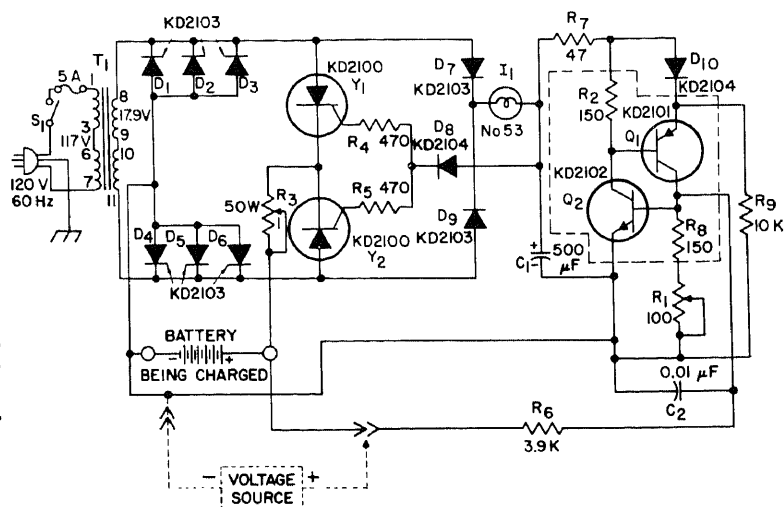 KD2103
5 A
T1
1
8
D1
D2
D3
KD2100
Y1
D7
KD2103
I1
No 53
R7
47
D10
KD2104
S1
3
117V
6
7
17.9V
9
10
11
120 V
60 Hz
R4
470
D8
KD2104
R2
150
KD2101
Q1
KD2102
Q2
50W
R3
1
R5
470
KD2100
Y2
D9
KD2103
R9
10 K
D4
D5
D6
KD2103
+
C1
-
500
µF
R8
150
R1
100
BATTERY
-
+
BEING CHARGED
0.01 µF
C2
R6
3.9 K
-
VOLTAGE
SOURCE
+